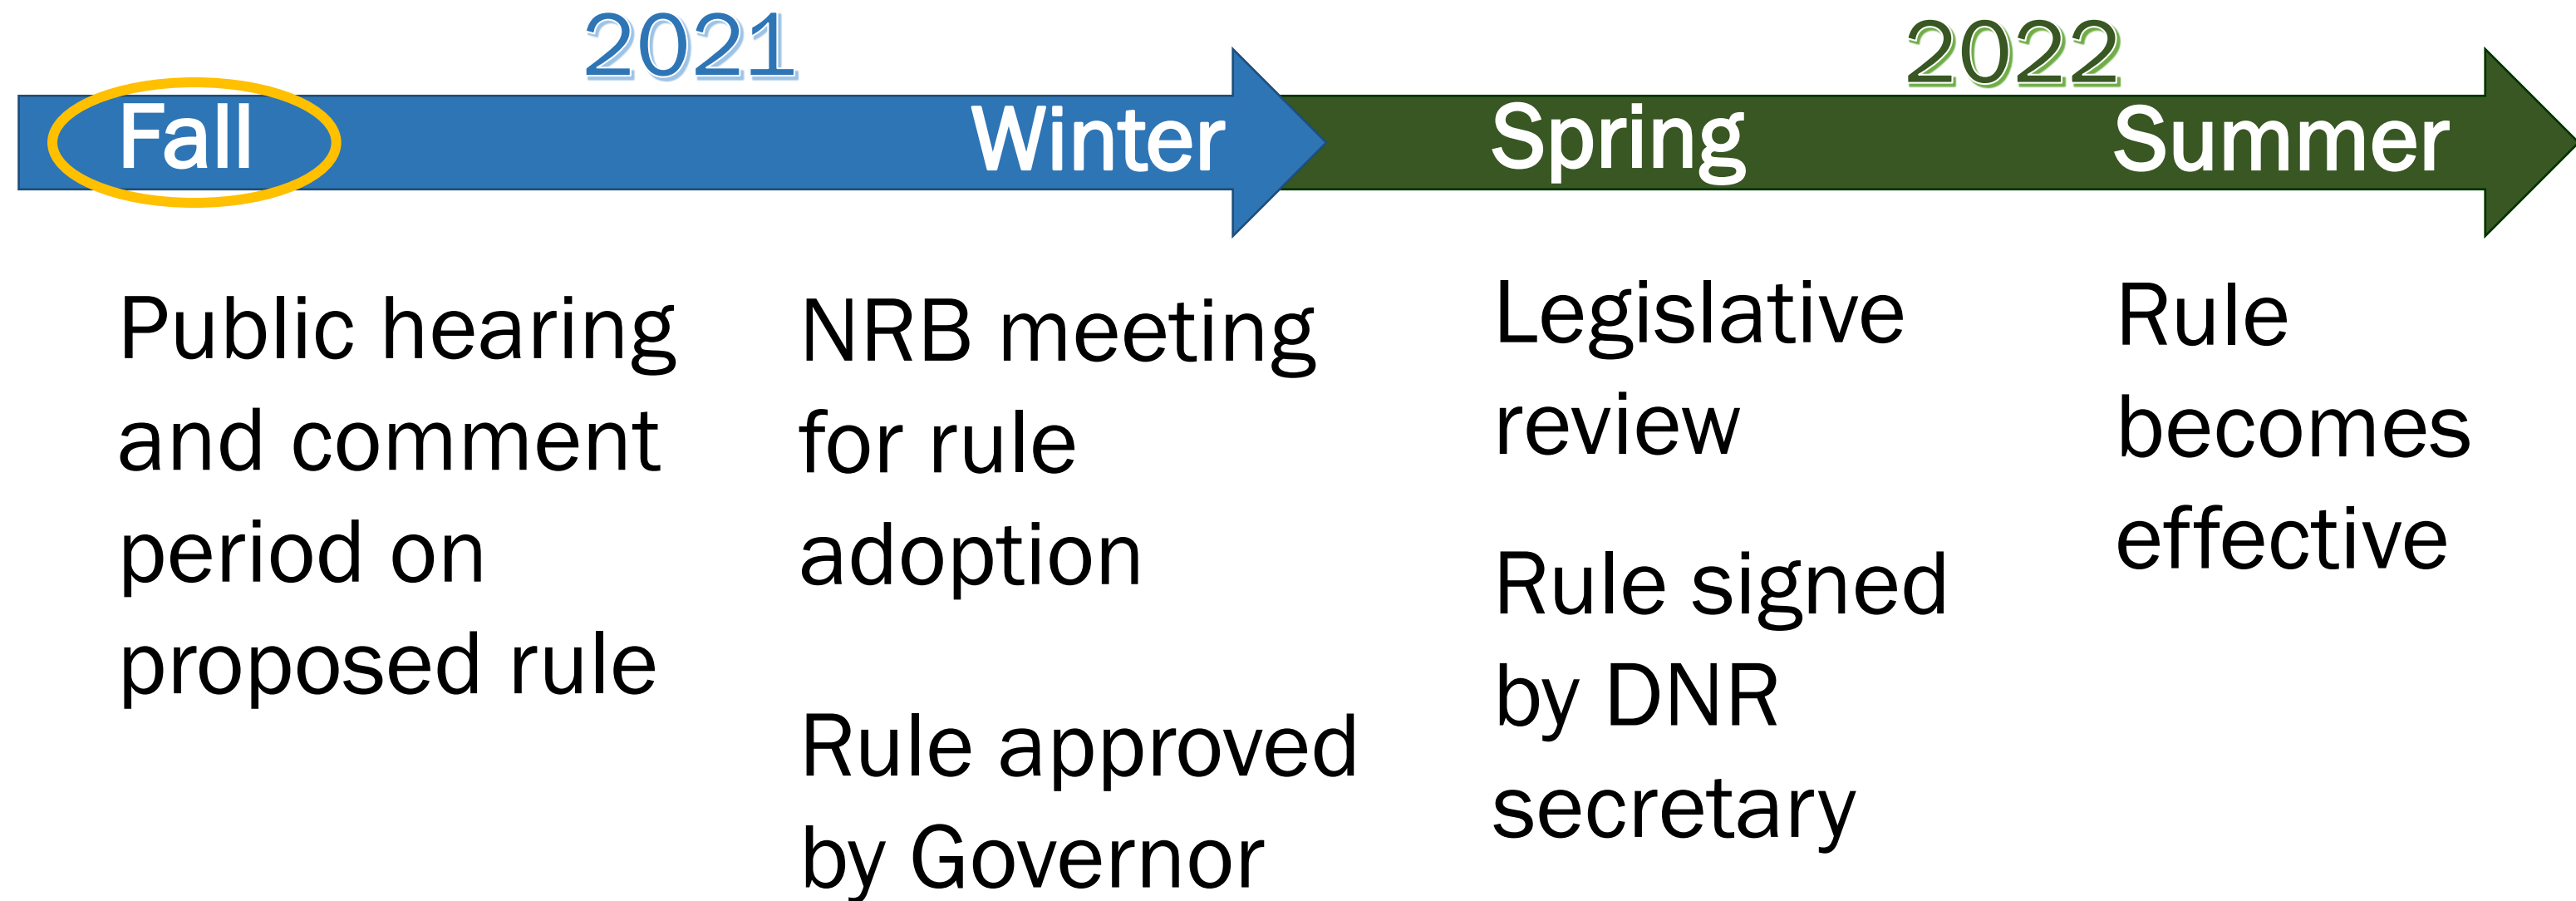 2021
2022
Fall
Winter
Spring
Summer
Public hearing
and comment
period on
proposed rule
NRB meeting
for rule
adoption
Rule approved
by Governor
Legislative
review
Rule signed
by DNR
secretary
Rule
becomes
effective